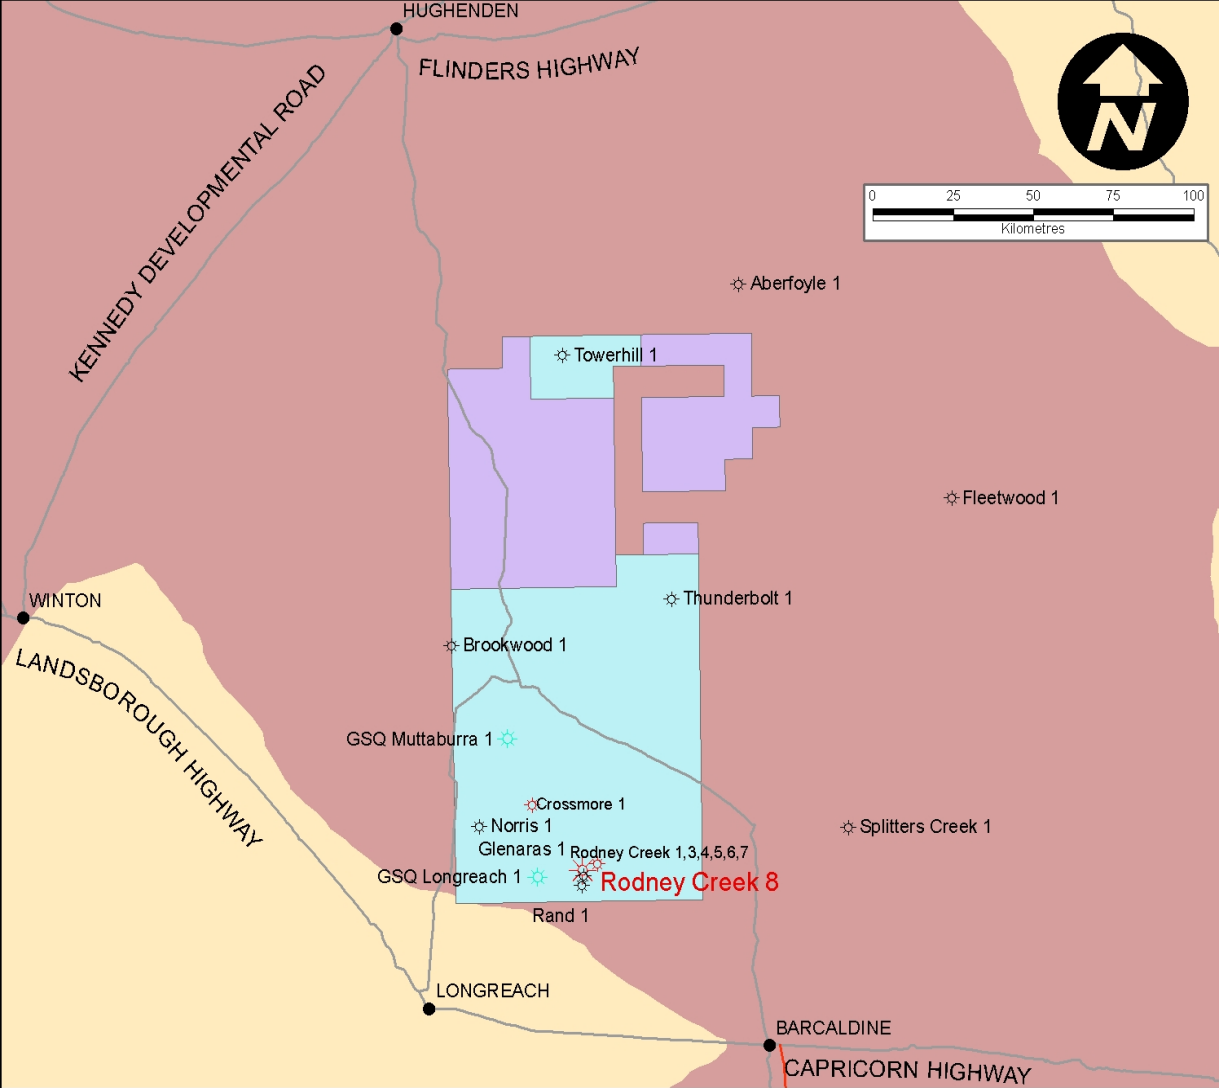 HUGHENDEN
FLINDERS HIGHWAY
KENNEDY DEVELOPMENTAL ROAD
N
0 25 50 75 100
Kilometres
Aberfoyle 1
Towerhill 1
Fleetwood 1
WINTON
Thunderbolt 1
Brookwood 1
LANDSBOROUGH HIGHWAY
GSQ Muttaburra 1
Crossmore 1
Norris 1
Splitters Creek 1
Glenaras 1
Rodney Creek 1,3,4,5,6,7
GSQ Longreach 1
Rodney Creek 8
Rand 1
LONGREACH
BARCALDINE
CAPRICORN HIGHWAY